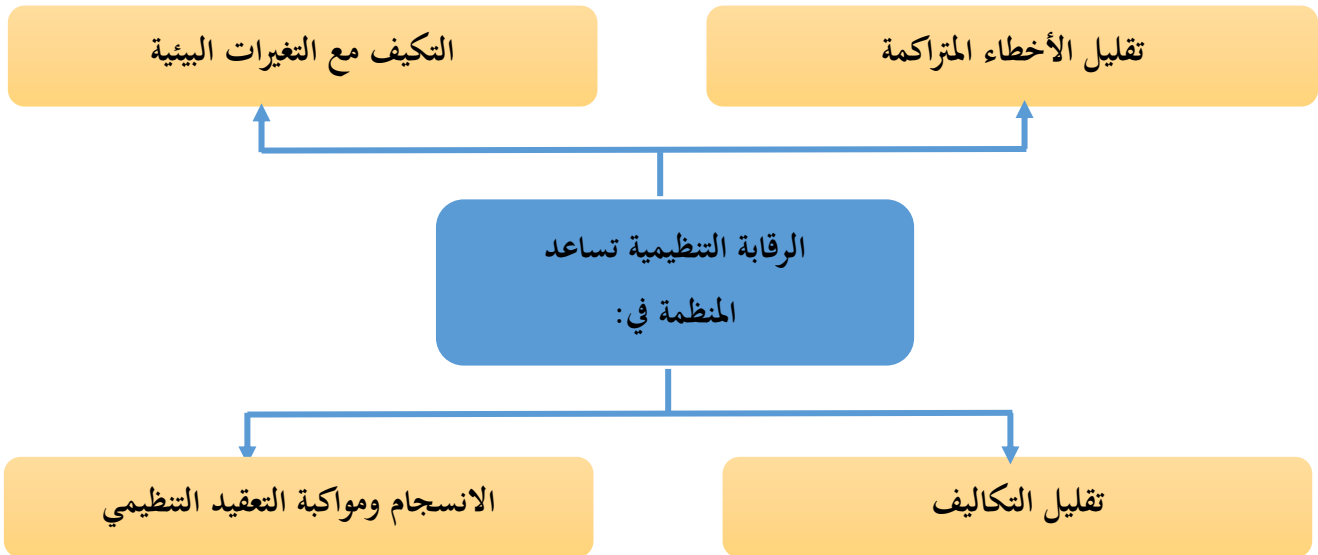 تقليل الأخطاء المتراكمة
التكيف مع التغيرات البيئية
الرقابة التنظيمية تساعد
المنظمة في:
تقليل التكاليف
الانسجام ومواكبة التعقيد التنظيمي